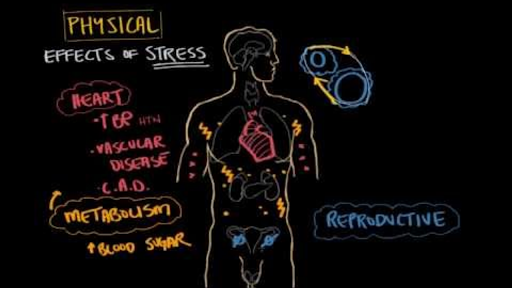 PHYSICAL
EFFECTS OF STRESS
HEART
• ↑ BP HTN
• VASCULAR
DISEASE
• C.A.D.
METABOLISM
↑ BLOOD SUGAR
REPRODUCTIVE